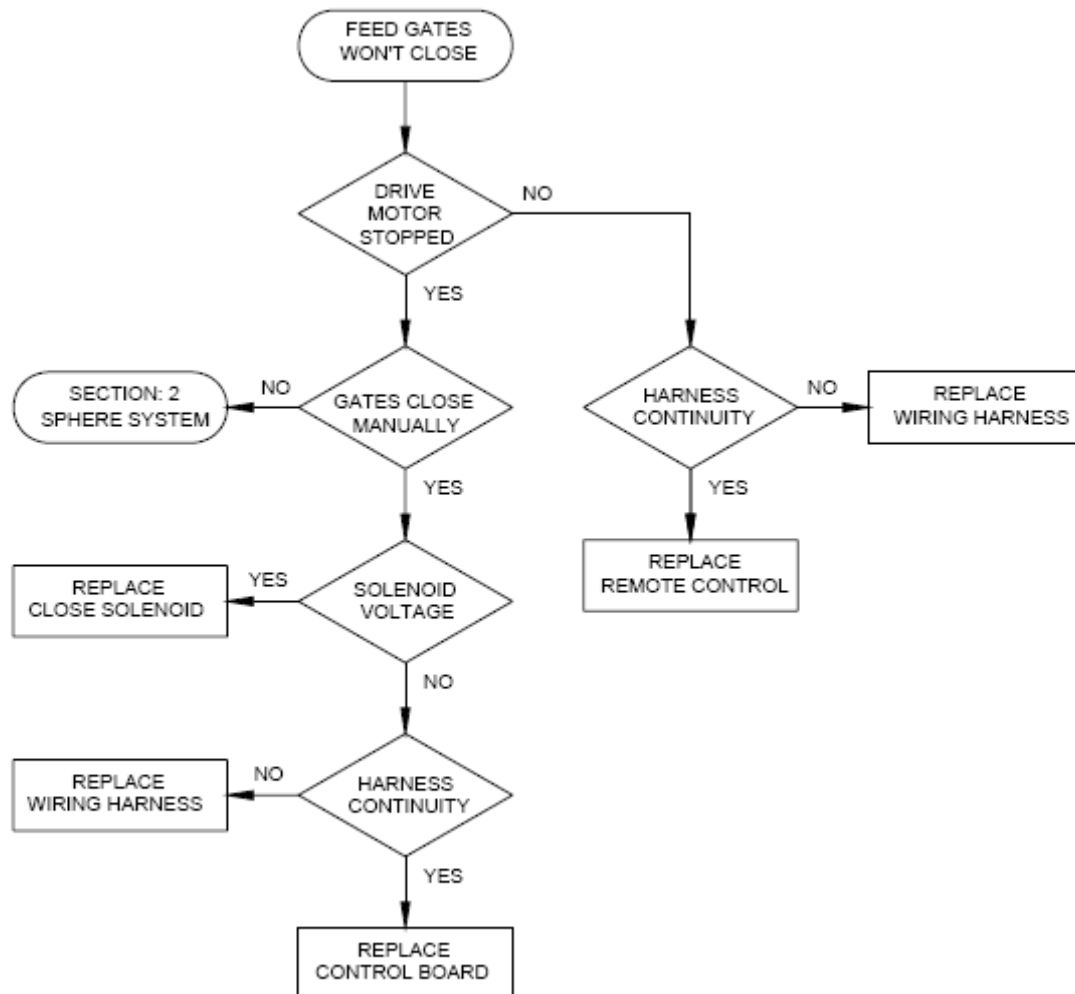 FEED GATES
WON'T CLOSE
DRIVE
MOTOR
STOPPED
NO
YES
SECTION: 2
SPHERE SYSTEM
NO
GATES CLOSE
MANUALLY
HARNESS
CONTINUITY
NO
REPLACE
WIRING HARNESS
YES
YES
REPLACE
CLOSE SOLENOID
YES
SOLENOID
VOLTAGE
REPLACE
REMOTE CONTROL
NO
REPLACE
WIRING HARNESS
NO
HARNESS
CONTINUITY
YES
REPLACE
CONTROL BOARD